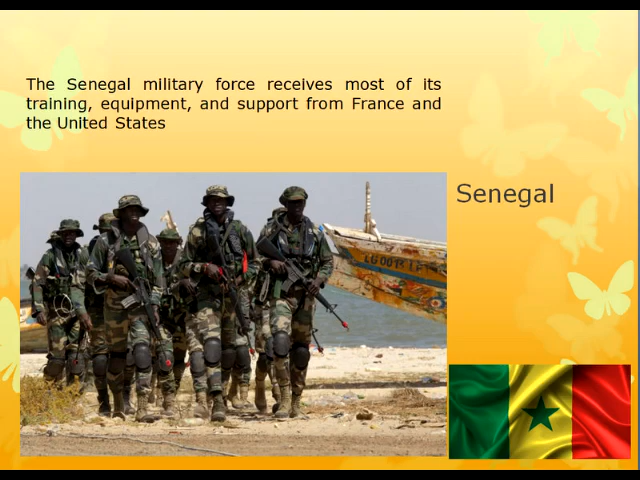 The Senegal military force receives most of its
training, equipment, and support from France and
the United States
Senegal